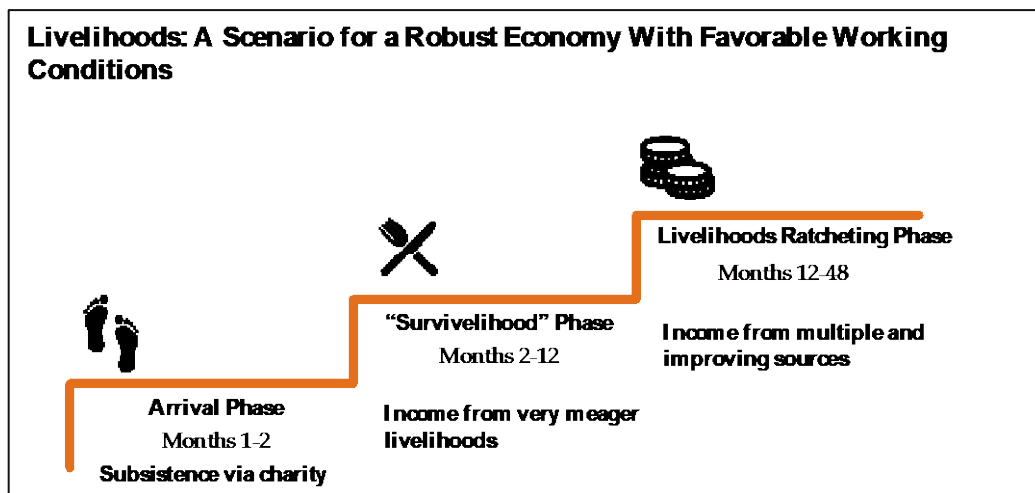 Livelihoods: A Scenario for a Robust Economy With Favorable Working
Conditions
Arrival Phase
Months 1-2
Subsistence via charity
“Survivelihood” Phase
Months 2-12
Income from very meager
livelihoods
Livelihoods Ratcheting Phase
Months 12-48
Income from multiple and
improving sources